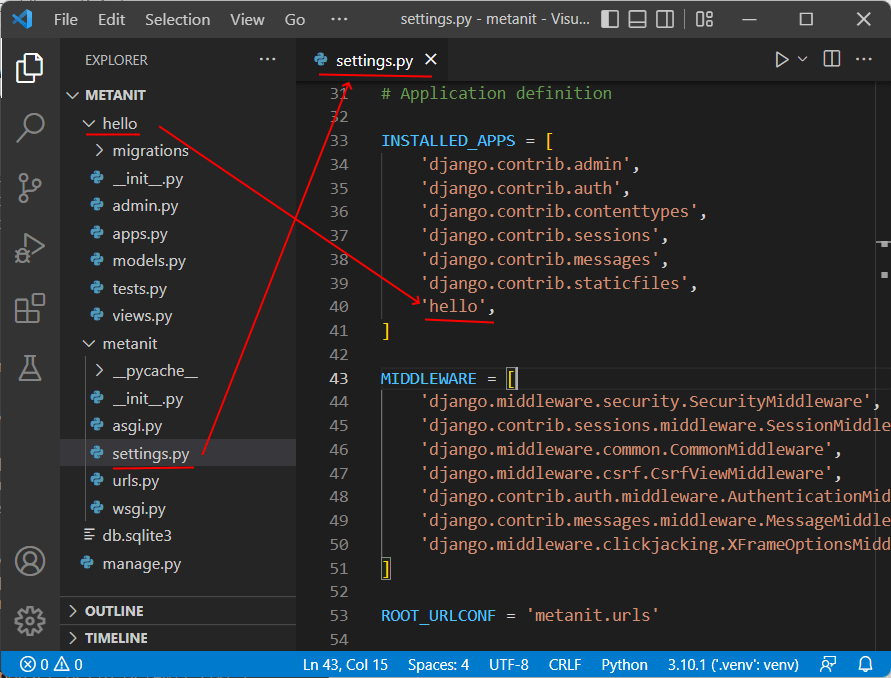 File Edit Selection View Go ··· settings.py - metanit - Visu...
EXPLORER ···
METANIT
hello
migrations
__init__.py
admin.py
apps.py
models.py
tests.py
views.py
metanit
__pycache__
__init__.py
asgi.py
settings.py
urls.py
wsgi.py
db.sqlite3
manage.py
OUTLINE
TIMELINE
settings.py
31 # Application definition
32
33 INSTALLED_APPS = [
34 'django.contrib.admin',
35 'django.contrib.auth',
36 'django.contrib.contenttypes',
37 'django.contrib.sessions',
38 'django.contrib.messages',
39 'django.contrib.staticfiles',
40 'hello',
41 ]
42
43 MIDDLEWARE = [
44 'django.middleware.security.SecurityMiddleware',
45 'django.contrib.sessions.middleware.SessionMiddle
46 'django.middleware.common.CommonMiddleware',
47 'django.middleware.csrf.CsrfViewMiddleware',
48 'django.contrib.auth.middleware.AuthenticationMid
49 'django.contrib.messages.middleware.MessageMiddle
50 'django.middleware.clickjacking.XFrameOptionsMidd
51 ]
52
53 ROOT_URLCONF = 'metanit.urls'
54
0 0 Ln 43, Col 15 Spaces: 4 UTF-8 CRLF Python 3.10.1 ('.venv': venv)